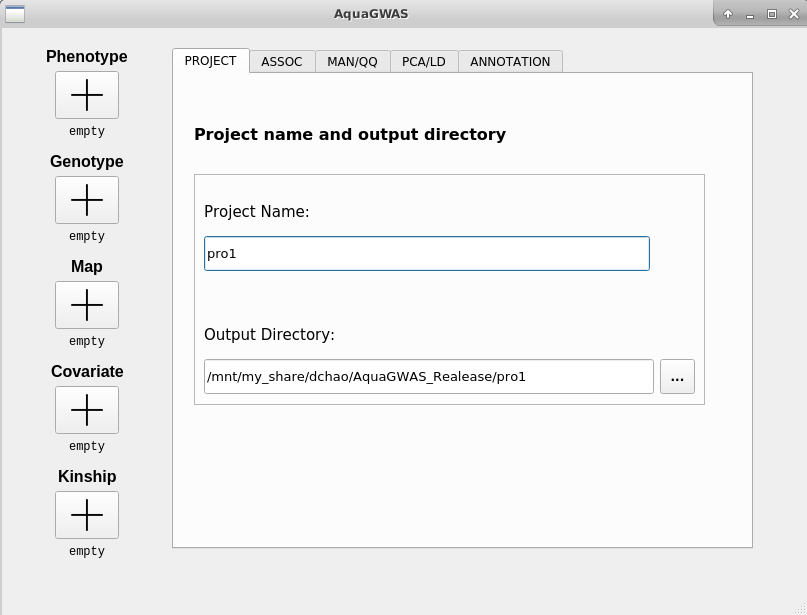 AquaGWAS
Phenotype
empty
Genotype
empty
Map
empty
Covariate
empty
Kinship
empty
PROJECT ASSOC MAN/QQ PCA/LD ANNOTATION
Project name and output directory
Project Name:
pro1
Output Directory:
/mnt/my_share/dchao/AquaGWAS_Realease/pro1 ...